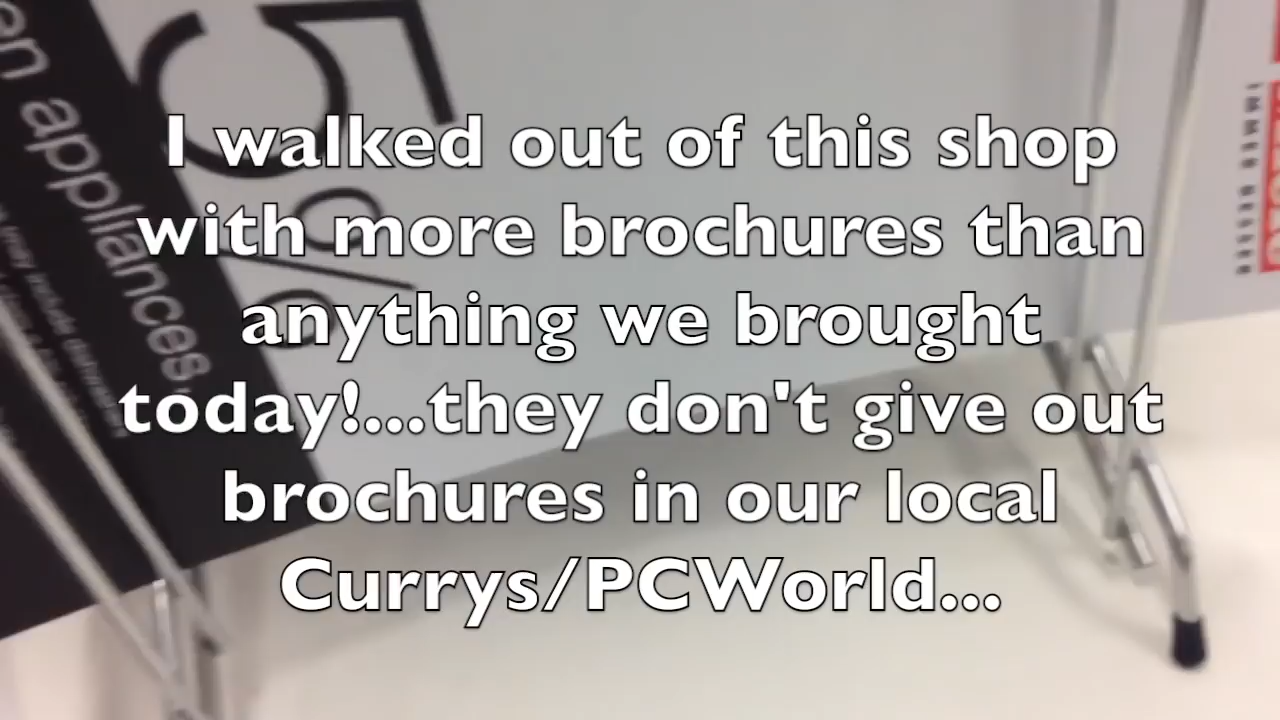 I walked out of this shop
with more brochures than
anything we brought
today!...they don't give out
brochures in our local
Currys/PCWorld...
5%
en appliances,